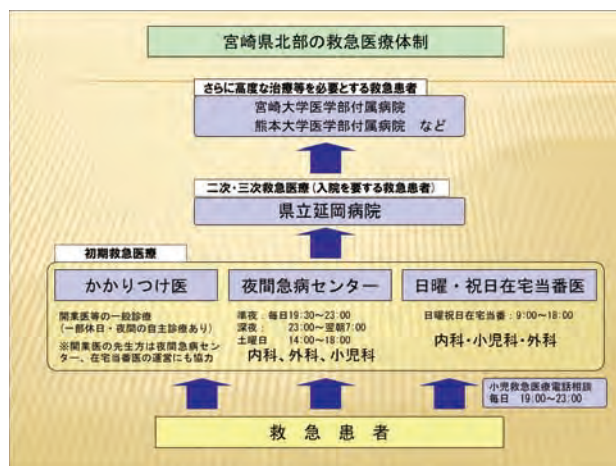 宮崎県北部の救急医療体制
さらに高度な治療等を必要とする救急患者
宮崎大学医学部付属病院
熊本大学医学部付属病院　など
二次・三次救急医療（入院を要する救急患者）
県立延岡病院
初期救急医療
かかりつけ医
開業医等の一般診療
（一部休日・夜間の自主診療あり）
※開業医の先生方は夜間急病セン
ター、在宅当番医の運営にも協力
夜間急病センター
準夜：毎日19:30～23:00
深夜：　　23:00～翌朝7:00
土曜日　14:00～18:00
内科、外科、小児科
日曜・祝日在宅当番医
日曜祝日在宅当番：9:00～18:00
内科・小児科・外科
小児救急医療電話相談
毎日　19:00～23:00
救　急　患　者